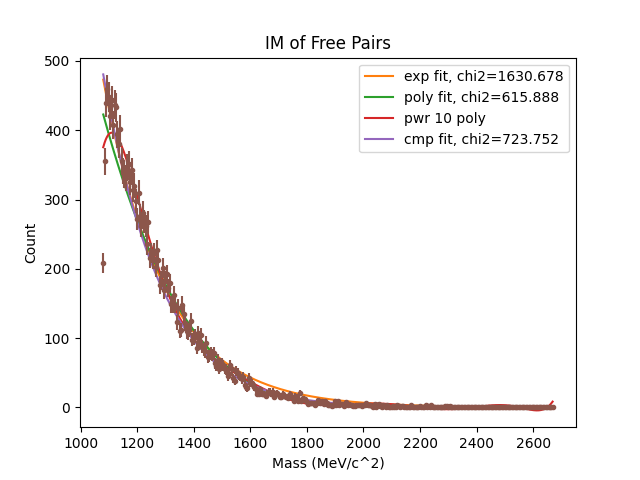 IM of Free Pairs
exp fit, chi2=1630.678
poly fit, chi2=615.888
pwr 10 poly
cmp fit, chi2=723.752
500
400
300
200
100
0
Count
1000 1200 1400 1600 1800 2000 2200 2400 2600
Mass (MeV/c^2)